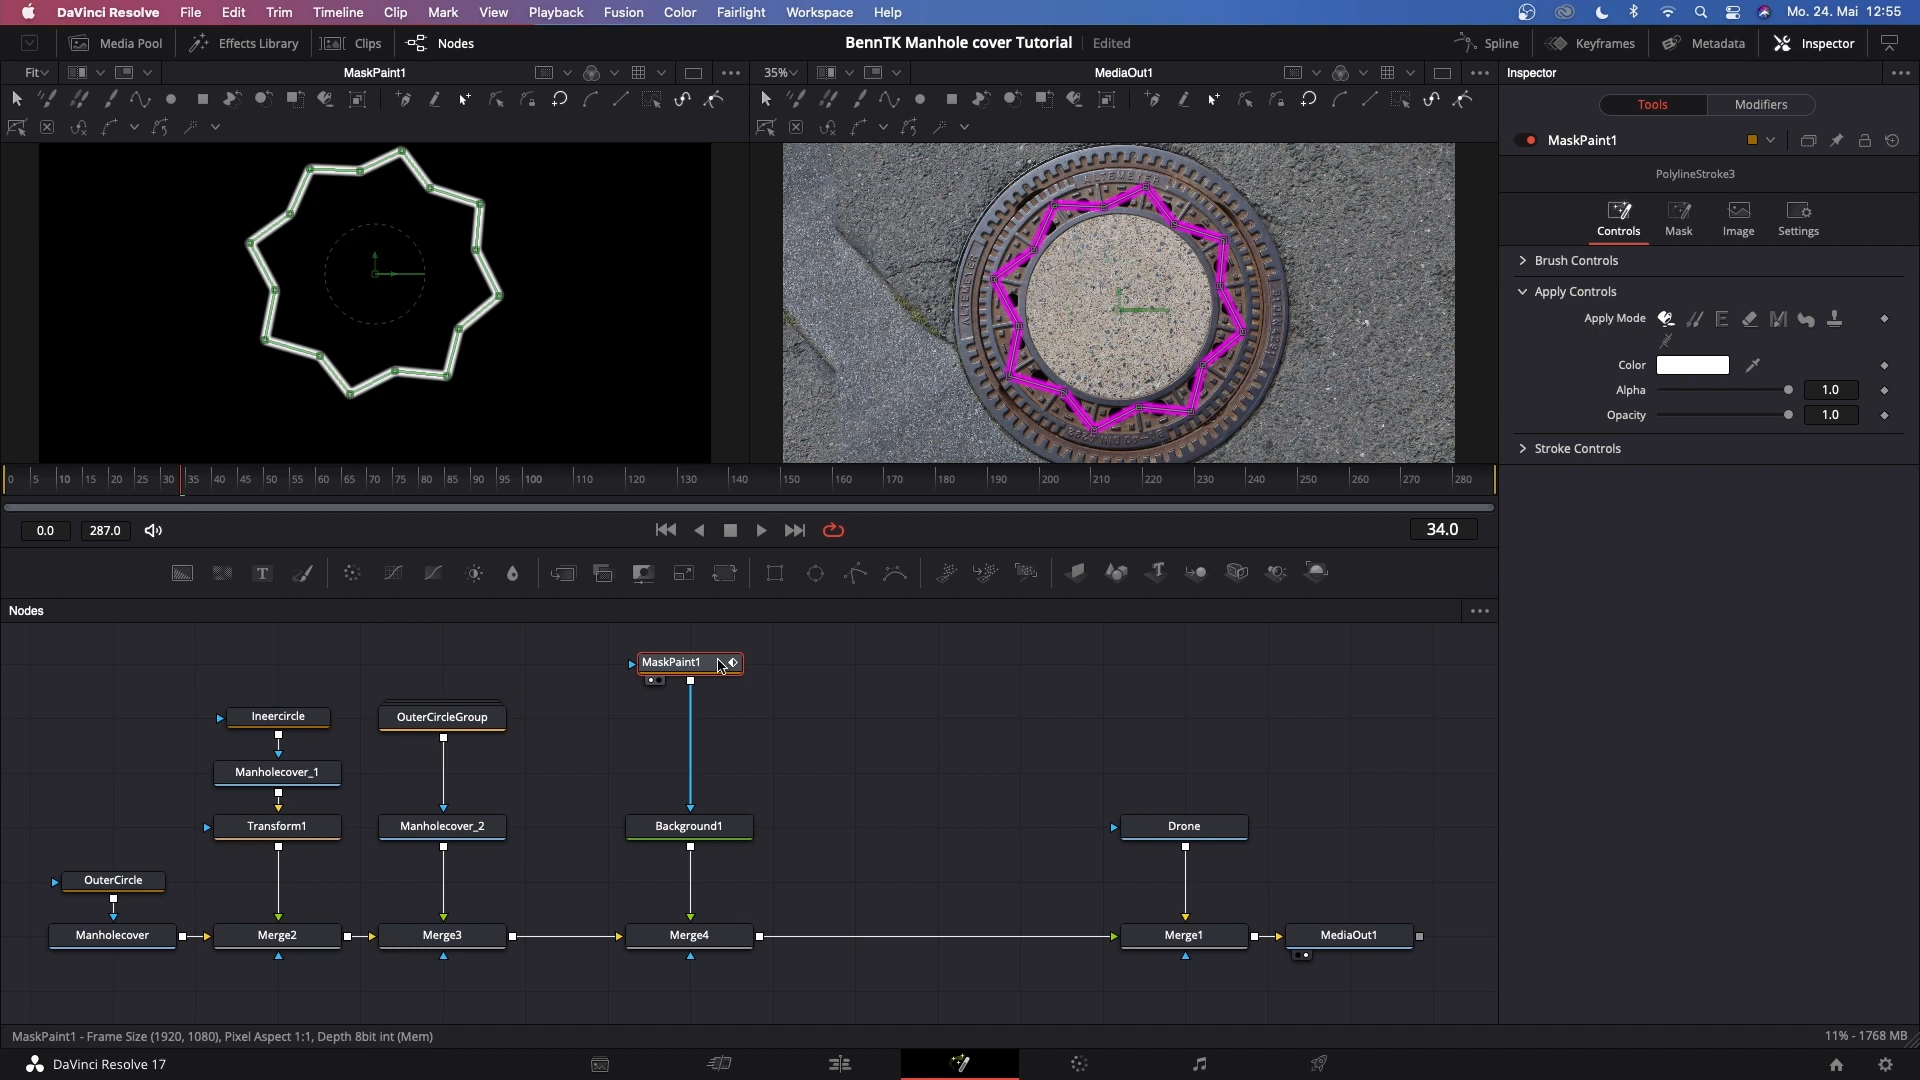 DaVinci Resolve File Edit Trim Timeline Clip Mark View Playback Fusion Color Fairlight Workspace Help Mo. 24. Mai 12:55
Media Pool Effects Library Clips Nodes BennTK Manhole cover Tutorial Edited Spline Keyframes Metadata Inspector
Fit MaskPaint1 35% MediaOut1 Inspector
Tools Modifiers
MaskPaint1
PolylineStroke3
Controls Mask Image Settings
Brush Controls
Apply Controls
Apply Mode
Color
Alpha 1.0
Opacity 1.0
Stroke Controls
0 5 10 15 20 25 30 35 40 45 50 55 60 65 70 75 80 85 90 95 100 110 120 130 140 150 160 170 180 190 200 210 220 230 240 250 260 270 280
0.0 287.0 34.0
Nodes
MaskPaint1
Ineercircle OuterCircleGroup
Manholecover_1
Transform1 Manholecover_2 Background1 Drone
OuterCircle
Manholecover Merge2 Merge3 Merge4 Merge1 MediaOut1
MaskPaint1 - Frame Size (1920, 1080), Pixel Aspect 1:1, Depth 8bit int (Mem) 11% - 1768 MB
DaVinci Resolve 17